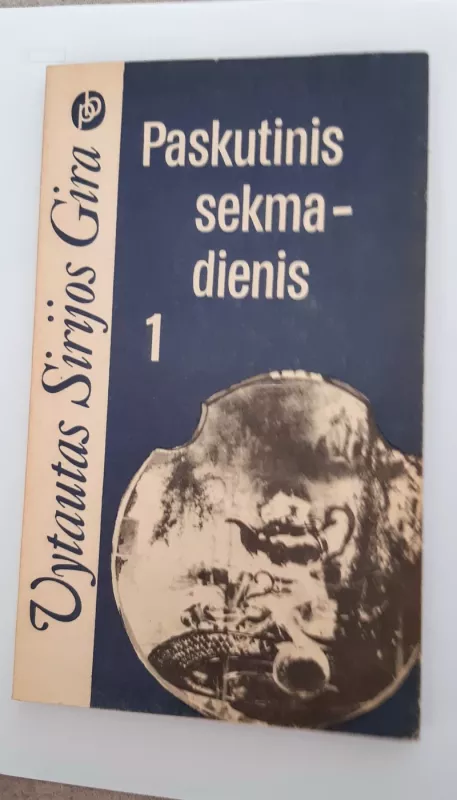 Vytautas Sirijos Gira
Paskutinis
sekma-
dienis
1